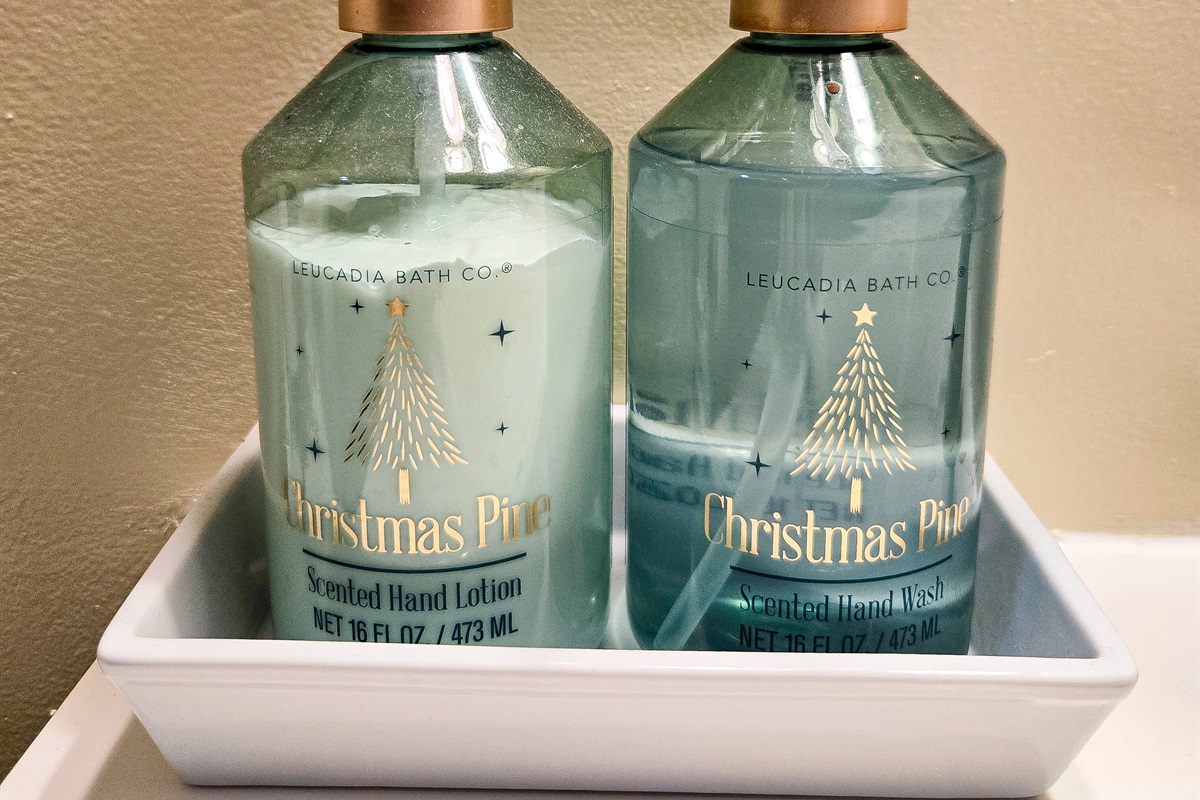 LEUCADIA BATH CO.®
Christmas Pine
Scented Hand Lotion
NET 16 FL OZ. / 473 ML
LEUCADIA BATH CO.®
Christmas Pine
Scented Hand Wash
NET 16 FL OZ. / 473 ML